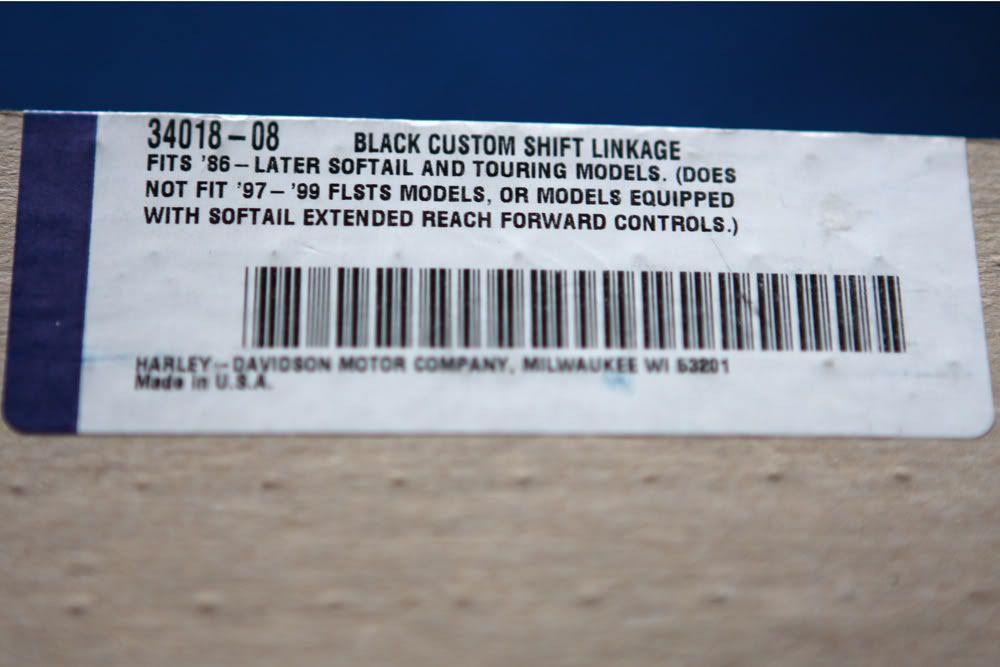 34018-08 BLACK CUSTOM SHIFT LINKAGE
FITS '86-LATER SOFTAIL AND TOURING MODELS. (DOES
NOT FIT '97-'99 FLSTS MODELS, OR MODELS EQUIPPED
WITH SOFTAIL EXTENDED REACH FORWARD CONTROLS.)
HARLEY-DAVIDSON MOTOR COMPANY, MILWAUKEE WI 53201
Made in U.S.A.